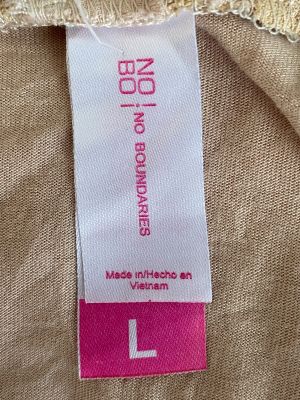 NO!
BO!
NO BOUNDARIES
Made in/Hecho en
Vietnam
L